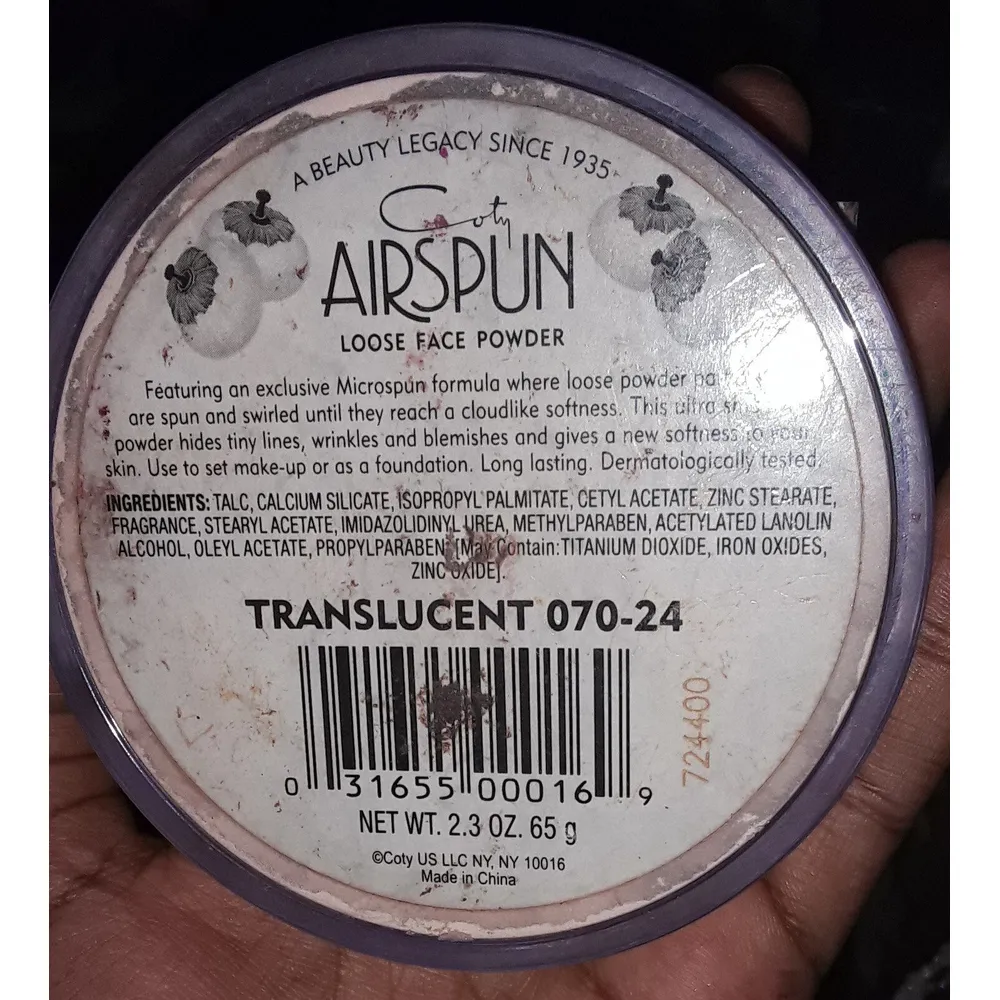 A BEAUTY LEGACY SINCE 1935
Coty
AIRSPUN
LOOSE FACE POWDER
Featuring an exclusive Microspun formula where loose powder
are spun and swirled until they reach a cloudlike softness. This ultra
powder hides tiny lines, wrinkles and blemishes and gives a new softness to your
skin. Use to set make-up or as a foundation. Long lasting. Dermatologically tested.
INGREDIENTS: TALC, CALCIUM SILICATE, ISOPROPYL PALMITATE, CETYL ACETATE, ZINC STEARATE,
FRAGRANCE, STEARYL ACETATE, IMIDAZOLIDINYL UREA, METHYLPARABEN, ACETYLATED LANOLIN
ALCOHOL, OLEYL ACETATE, PROPYLPARABEN. [May Contain: TITANIUM DIOXIDE, IRON OXIDES,
ZINC OXIDE].
TRANSLUCENT 070-24
724400
0 31655 00016 9
NET WT. 2.3 OZ. 65 g
©Coty US LLC NY, NY 10016
Made in China